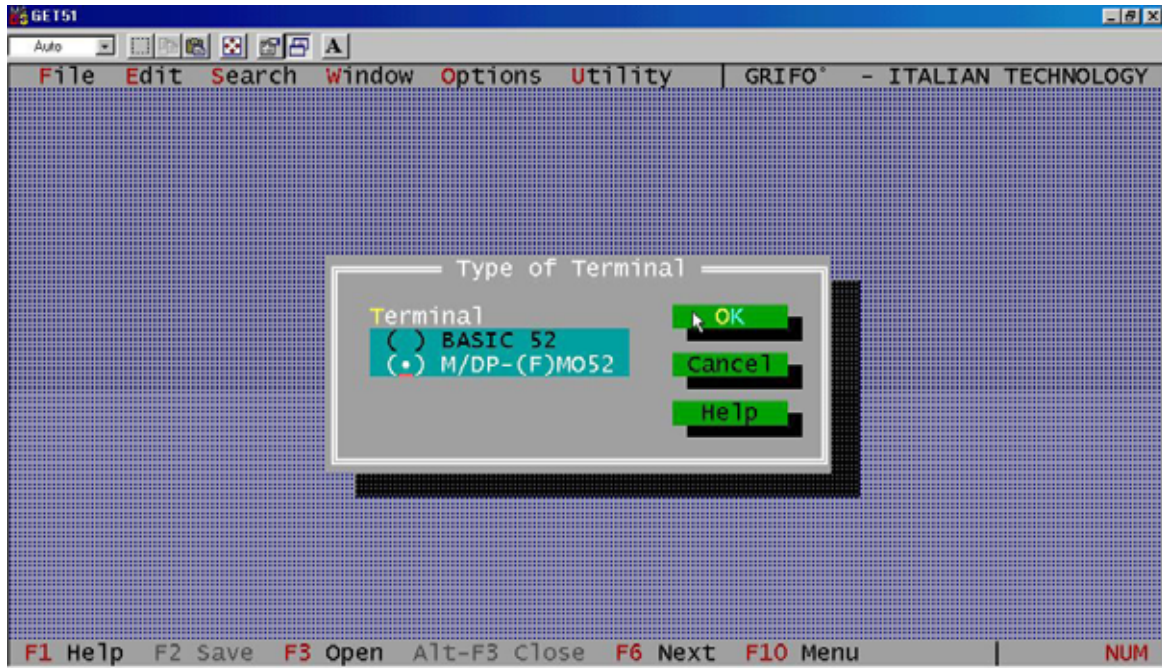 GET51
Auto
A
File Edit Search Window Options Utility | GRIFO° - ITALIAN TECHNOLOGY
Type of Terminal
Terminal
( ) BASIC 52
(•) M/DP-(F)MO52
OK
Cancel
Help
F1 Help F2 Save F3 Open Alt-F3 Close F6 Next F10 Menu | NUM